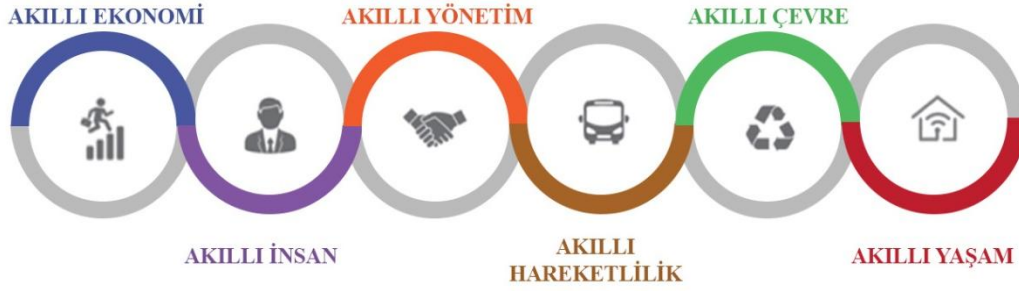 AKILLI EKONOMİ
AKILLI YÖNETİM
AKILLI ÇEVRE
AKILLI İNSAN
AKILLI
HAREKETLİLİK
AKILLI YAŞAM